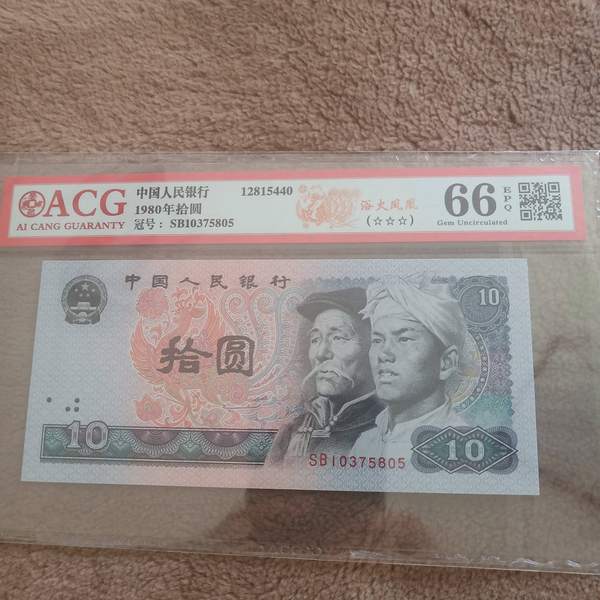 ACG
AI CANG GUARANTY
中国人民银行 12815440
1980年拾圆
冠号： SB10375805
浴火凤凰
(☆☆☆)
66
EPQ
Gem Uncirculated
中国人民银行
10
拾圆
10
SB10375805
10